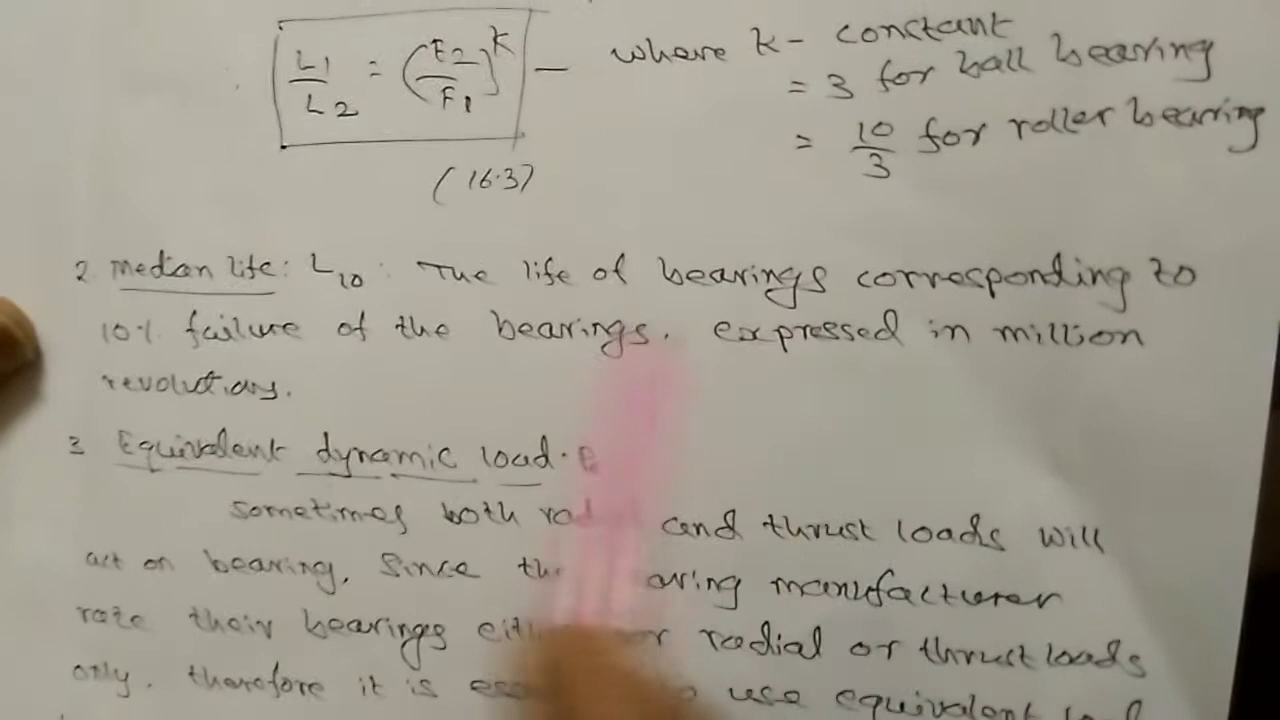 L1/L2 = (F2/F1)^k — where k - constant
= 3 for ball bearing
= 10/3 for roller bearing
(16.3)
2 Median life: L10: The life of bearings corresponding to
10% failure of the bearings. expressed in million
revolutions.
3 Equivalent dynamic load.
sometimes both and thrust loads will
act on bearing. Since manufacturer
rate their bearings radial or thrust loads
only. therefore it is use equivalent